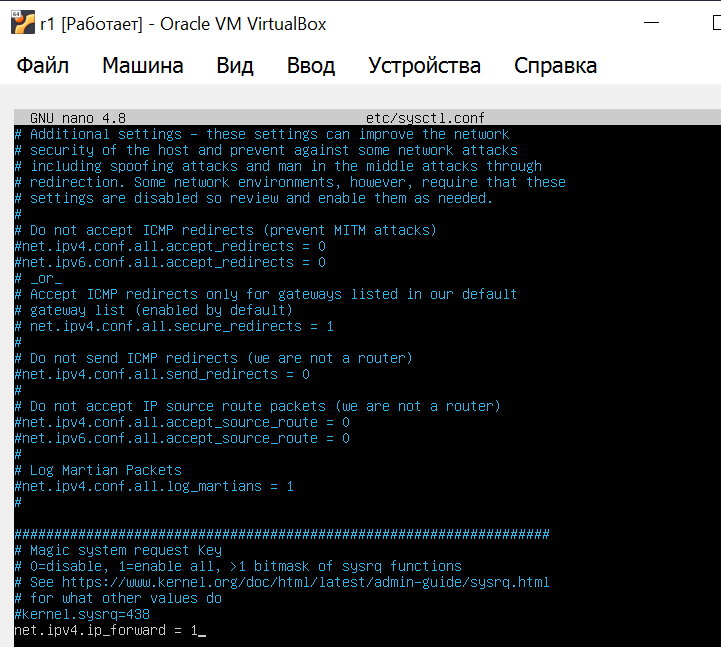 r1 [Работает] - Oracle VM VirtualBox
Файл Машина Вид Ввод Устройства Справка
GNU nano 4.8 etc/sysctl.conf
# Additional settings - these settings can improve the network
# security of the host and prevent against some network attacks
# including spoofing attacks and man in the middle attacks through
# redirection. Some network environments, however, require that these
# settings are disabled so review and enable them as needed.
#
# Do not accept ICMP redirects (prevent MITM attacks)
#net.ipv4.conf.all.accept_redirects = 0
#net.ipv6.conf.all.accept_redirects = 0
# _or_
# Accept ICMP redirects only for gateways listed in our default
# gateway list (enabled by default)
# net.ipv4.conf.all.secure_redirects = 1
#
# Do not send ICMP redirects (we are not a router)
#net.ipv4.conf.all.send_redirects = 0
#
# Do not accept IP source route packets (we are not a router)
#net.ipv4.conf.all.accept_source_route = 0
#net.ipv6.conf.all.accept_source_route = 0
#
# Log Martian Packets
#net.ipv4.conf.all.log_martians = 1
#
###################################################################
# Magic system request Key
# 0=disable, 1=enable all, >1 bitmask of sysrq functions
# See https://www.kernel.org/doc/html/latest/admin-guide/sysrq.html
# for what other values do
#kernel.sysrq=438
net.ipv4.ip_forward = 1_